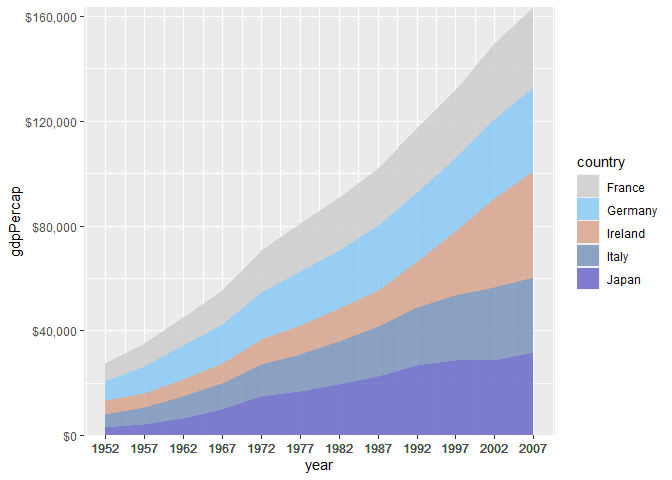 $160,000
$120,000
$80,000
$40,000
$0
gdpPercap
1952 1957 1962 1967 1972 1977 1982 1987 1992 1997 2002 2007
year
country
France
Germany
Ireland
Italy
Japan